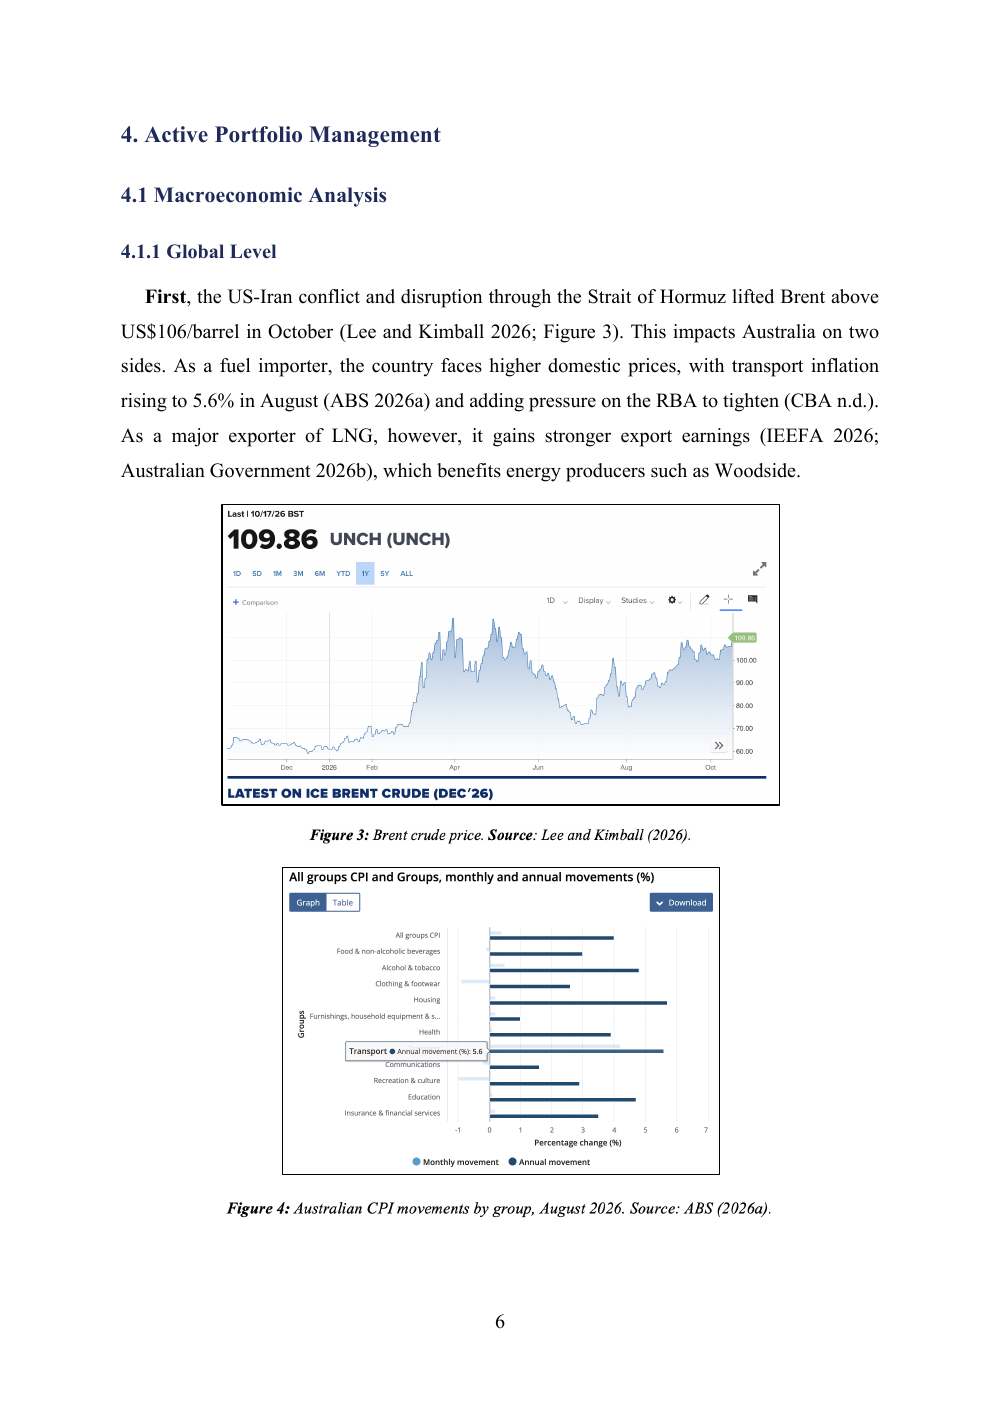 4. Active Portfolio Management
4.1 Macroeconomic Analysis
4.1.1 Global Level
First, the US-Iran conflict and disruption through the Strait of Hormuz lifted Brent above
US$106/barrel in October (Lee and Kimball 2026; Figure 3). This impacts Australia on two
sides. As a fuel importer, the country faces higher domestic prices, with transport inflation
rising to 5.6% in August (ABS 2026a) and adding pressure on the RBA to tighten (CBA n.d.).
As a major exporter of LNG, however, it gains stronger export earnings (IEEFA 2026;
Australian Government 2026b), which benefits energy producers such as Woodside.
Last | 10/17/26 BST
109.86 UNCH (UNCH)
1D 5D 1M 3M 6M YTD 1Y 5Y ALL
+ Comparison 1D Display Studies
109.86
100.00
90.00
80.00
70.00
60.00
Dec 2026 Feb Apr Jun Aug Oct
LATEST ON ICE BRENT CRUDE (DEC'26)
Figure 3: Brent crude price. Source: Lee and Kimball (2026).
All groups CPI and Groups, monthly and annual movements (%)
Graph Table Download
All groups CPI
Food & non-alcoholic beverages
Alcohol & tobacco
Clothing & footwear
Housing
Furnishings, household equipment & s...
Health
Transport Annual movement (%): 5.6
Communications
Recreation & culture
Education
Insurance & financial services
Groups
-1 0 1 2 3 4 5 6 7
Percentage change (%)
Monthly movement Annual movement
Figure 4: Australian CPI movements by group, August 2026. Source: ABS (2026a).
6